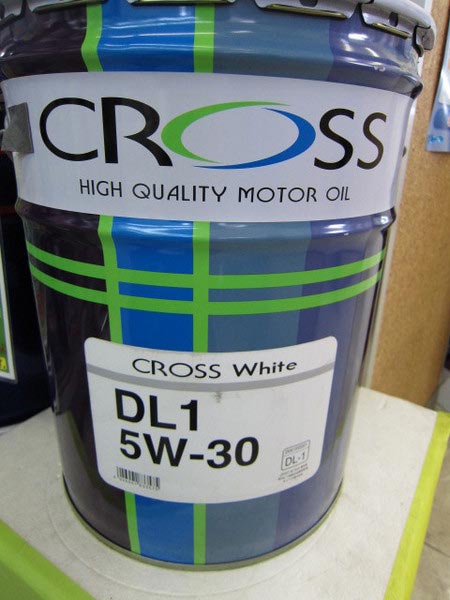 CROSS
HIGH QUALITY MOTOR OIL
CROSS White
DL1
5W-30
DL-1